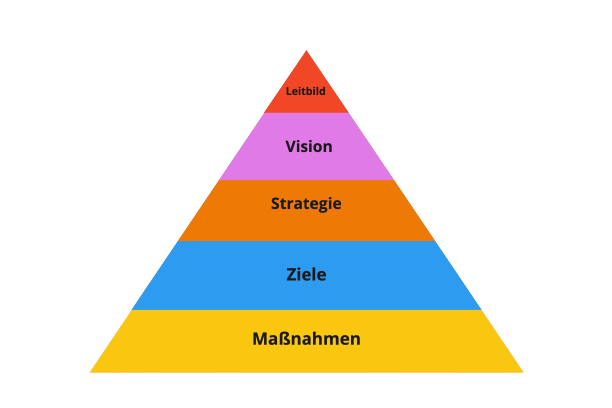 Leitbild
Vision
Strategie
Ziele
Maßnahmen